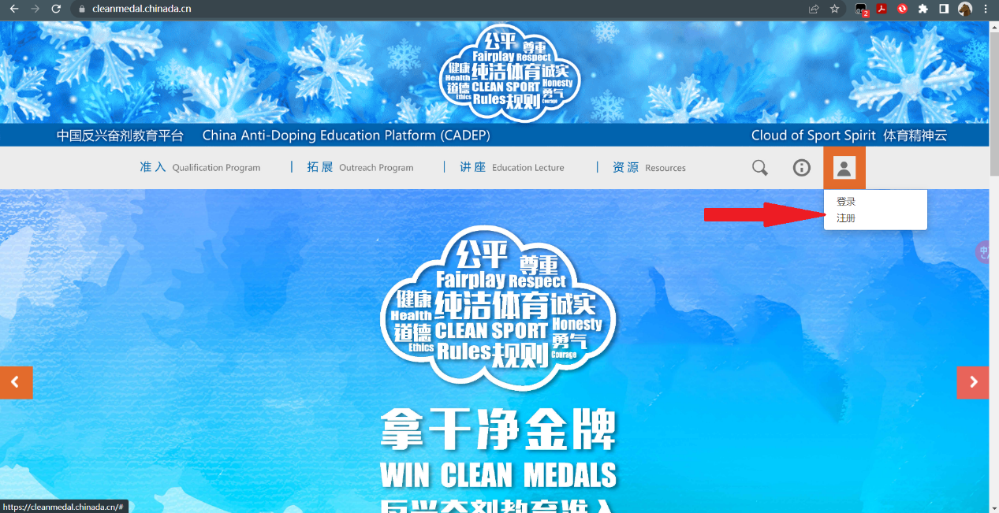 cleanmedal.chinada.cn
2
公平
尊重
Fairplay Respect
健康 纯洁体育 诚实
Health
道德 CLEAN SPORT Honesty
Ethics Rules 规则 勇气
Courage
中国反兴奋剂教育平台 China Anti-Doping Education Platform (CADEP) Cloud of Sport Spirit 体育精神云
准入 Qualification Program | 拓展 Outreach Program | 讲座 Education Lecture | 资源 Resources
登录
注册
公平
尊重
Fairplay Respect
健康 纯洁体育 诚实
Health
道德 CLEAN SPORT Honesty
Ethics Rules 规则 勇气
Courage
拿干净金牌
WIN CLEAN MEDALS
反兴奋剂教育准入
https://cleanmedal.chinada.cn/#